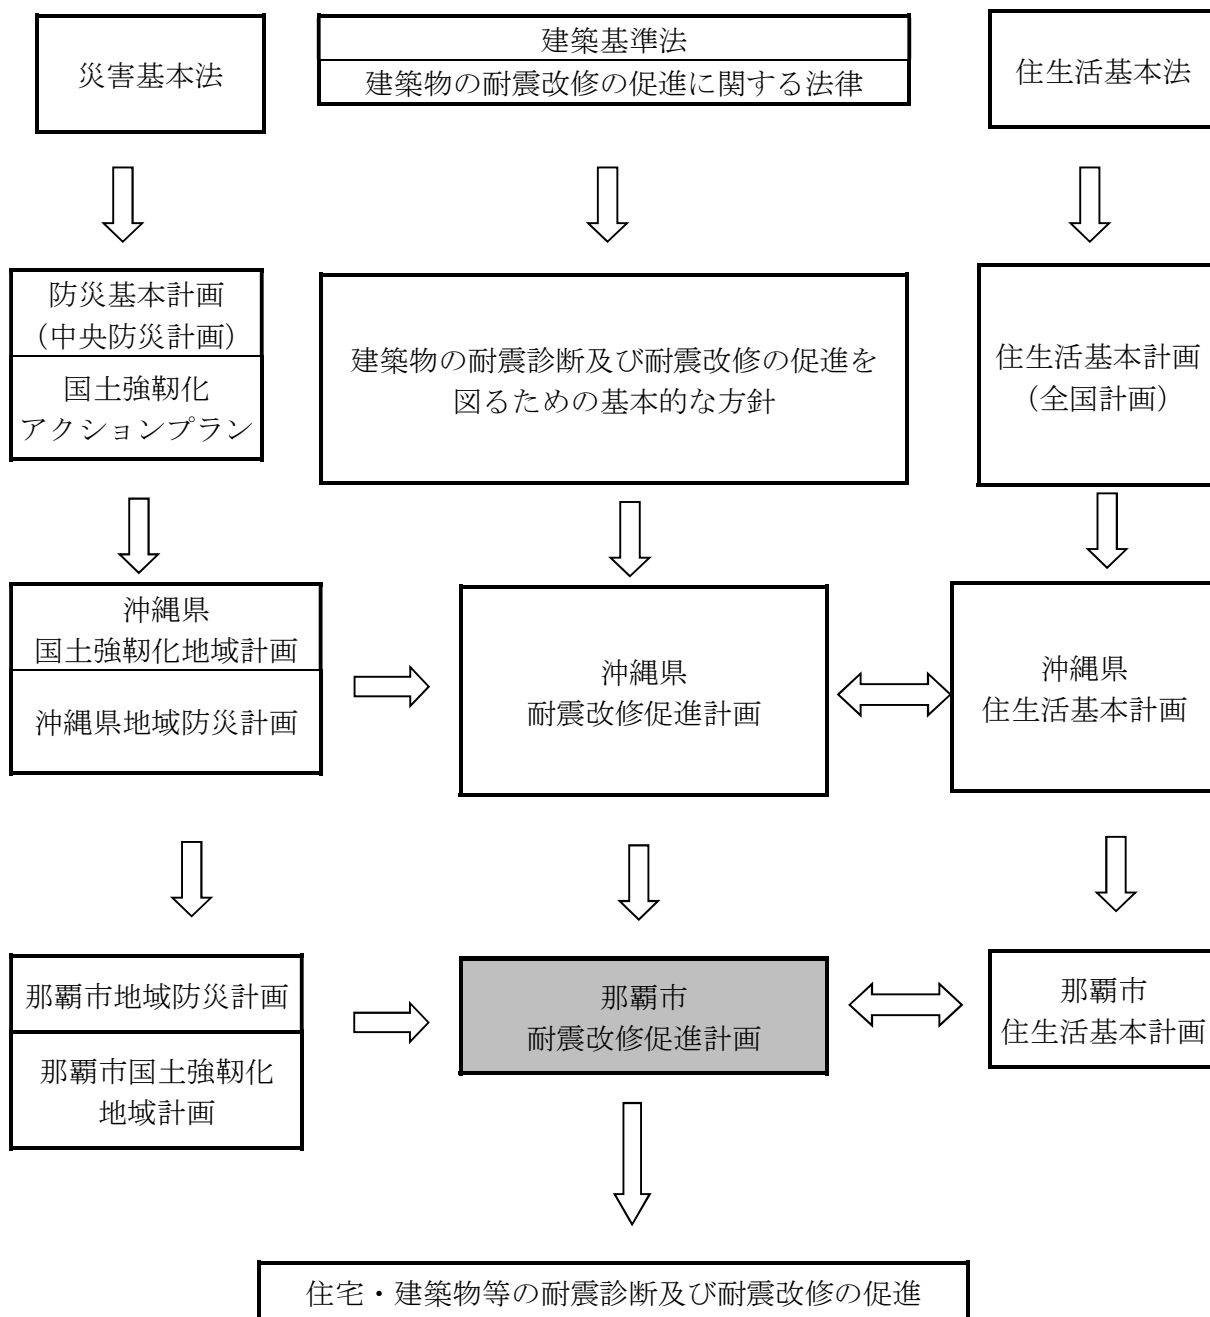 災害基本法
建築基準法
建築物の耐震改修の促進に関する法律
住生活基本法
防災基本計画
（中央防災計画）
国土強靭化
アクションプラン
建築物の耐震診断及び耐震改修の促進を
図るための基本的な方針
住生活基本計画
（全国計画）
沖縄県
国土強靭化地域計画
沖縄県地域防災計画
沖縄県
耐震改修促進計画
沖縄県
住生活基本計画
那覇市地域防災計画
那覇市国土強靭化
地域計画
那覇市
耐震改修促進計画
那覇市
住生活基本計画
住宅・建築物等の耐震診断及び耐震改修の促進